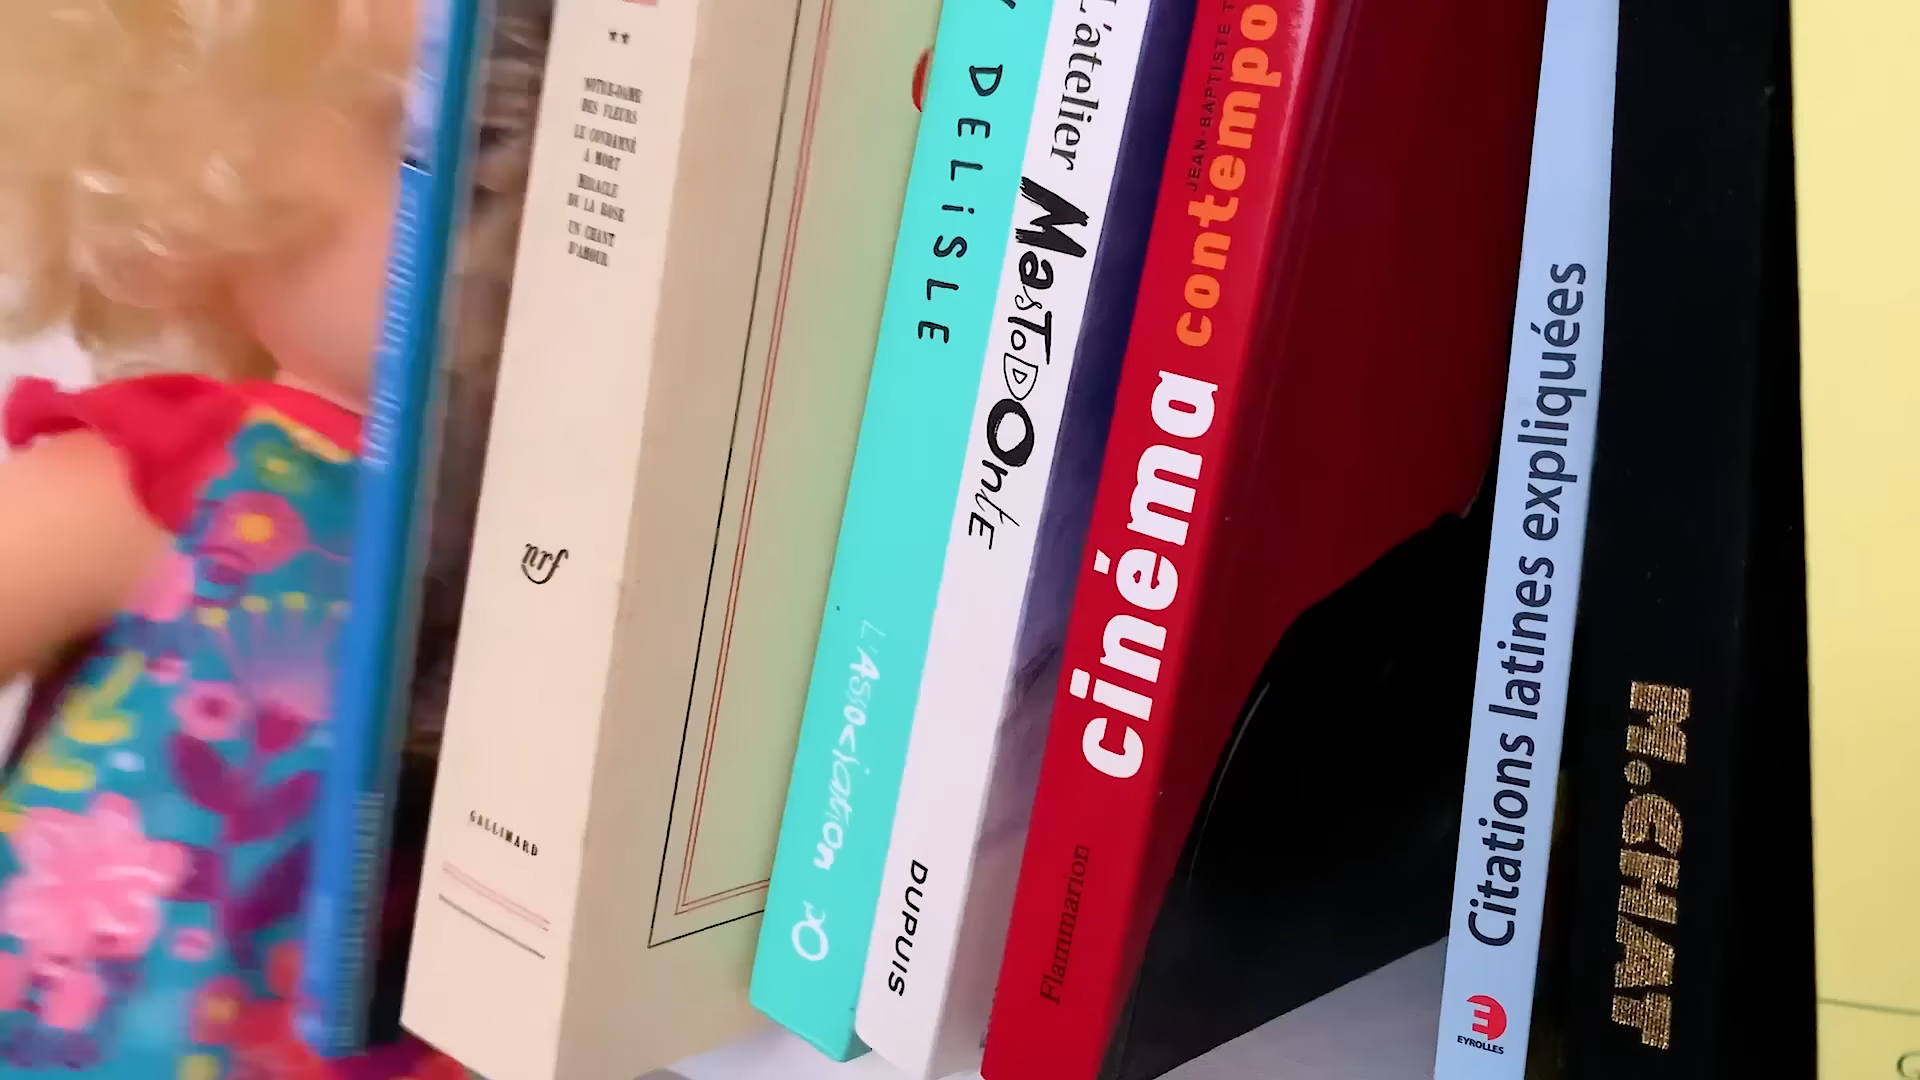 **
NOTRE-DAME
DES FLEURS
LE CONDAMNÉ
À MORT
MIRACLE
DE LA ROSE
UN CHANT
D'AMOUR
nrf
GALLIMARD
Y DELiSLE
L'ASSOCiATiON
L'atelier MASTODONTE
DUPUIS
JEAN-BAPTISTE T
cinéma contempo
Flammarion
Citations latines expliquées
EYROLLES
M.CHAT